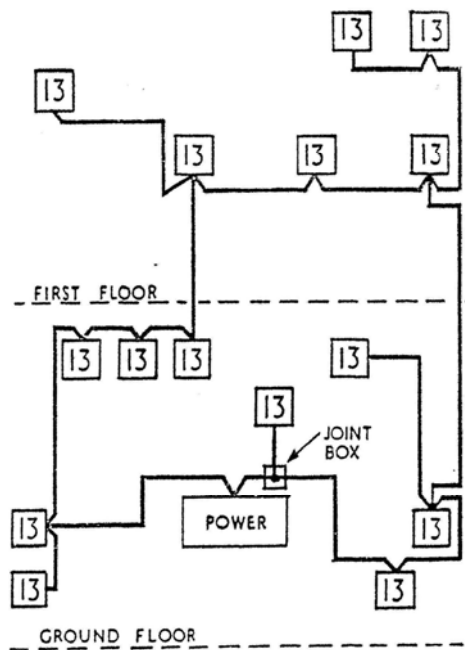 13 13
13
13 13 13
FIRST FLOOR
13 13 13 13
13
JOINT
BOX
POWER
13
13
13
13
GROUND FLOOR